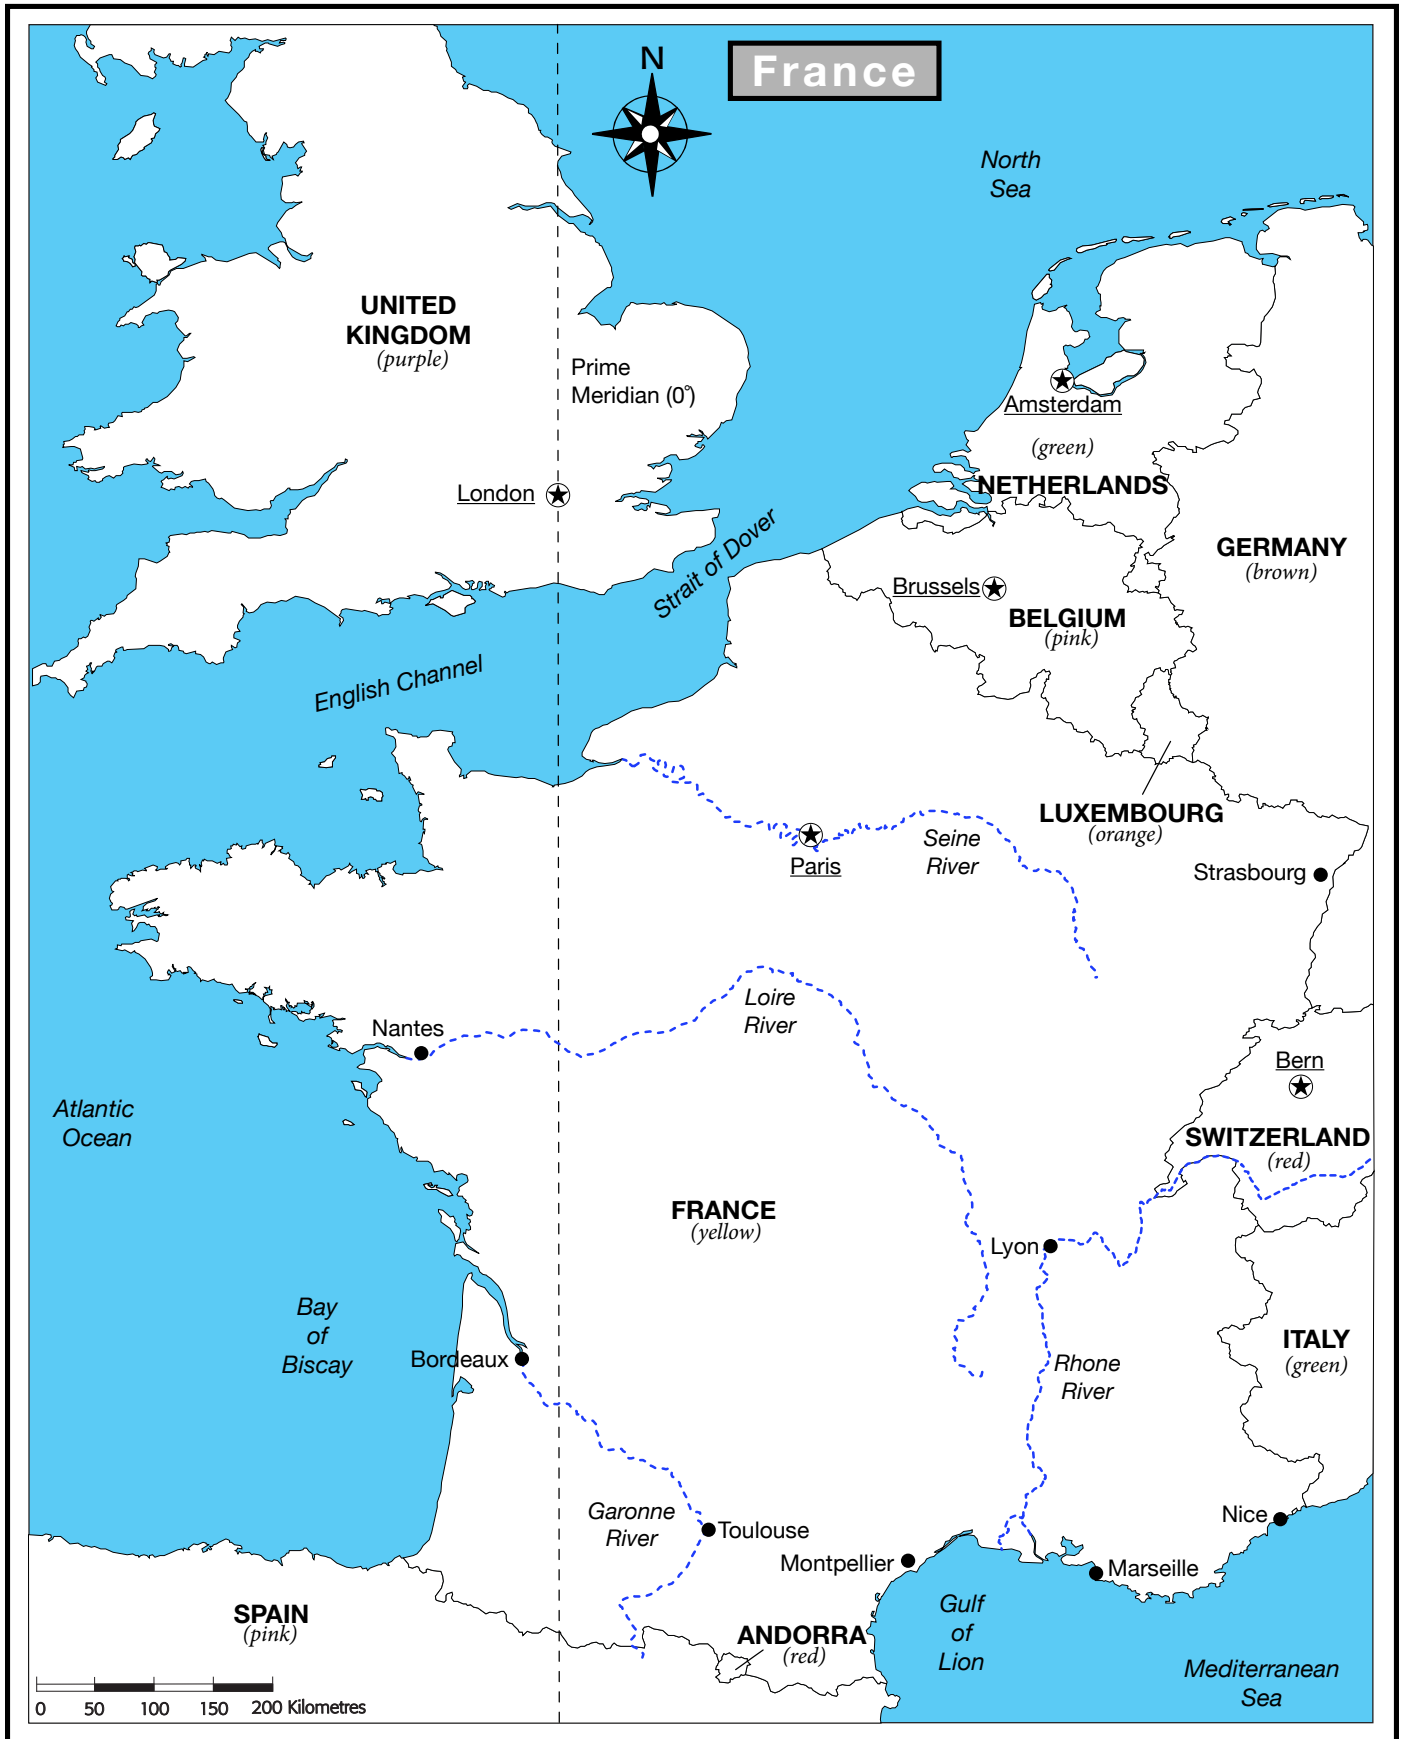 France
N
North
Sea
UNITED
KINGDOM
(purple)
Prime
Meridian (0°)
Amsterdam
(green)
NETHERLANDS
London
Strait of Dover
GERMANY
(brown)
Brussels
BELGIUM
(pink)
English Channel
LUXEMBOURG
(orange)
Seine
River
Paris
Strasbourg
Loire
River
Nantes
Bern
Atlantic
Ocean
SWITZERLAND
(red)
FRANCE
(yellow)
Lyon
Bay
of
Biscay
Bordeaux
ITALY
(green)
Rhone
River
Garonne
River
Toulouse
Nice
Montpellier
Marseille
SPAIN
(pink)
Gulf
of
Lion
ANDORRA
(red)
Mediterranean
Sea
0 50 100 150 200 Kilometres